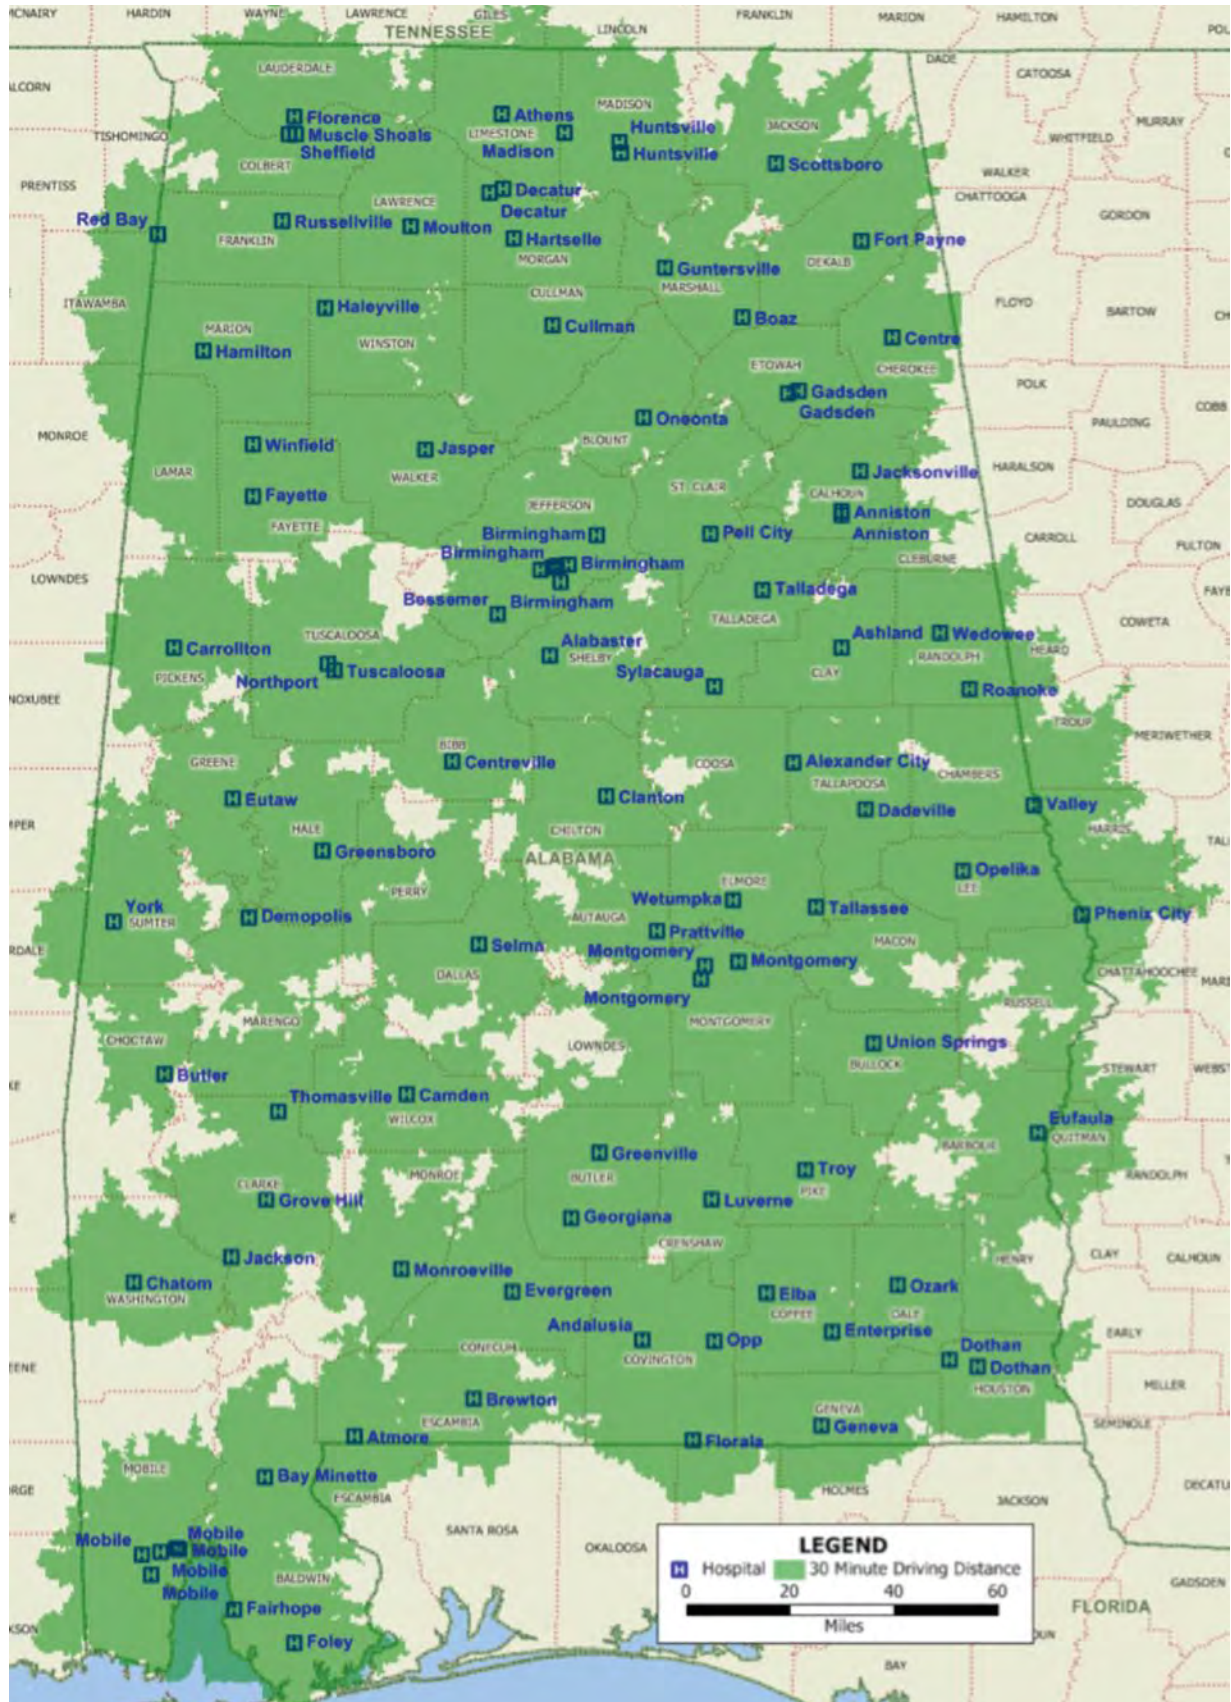 HARDIN
WAYNE
LAWRENCE
GILES
FRANKLIN
MARION
HAMILTON
TENNESSEE
LINCOLN
DADE
LAUDERDALE
CATOOSA
MADISON
Florence
Athens
Huntsville
JACKSON
MURRAY
TISHOMINGO
Muscle Shoals
LIMESTONE
WHITFIELD
Sheffield
Madison
Huntsville
COLBERT
Scottsboro
WALKER
PRENTISS
Decatur
CHATTOOGA
LAWRENCE
Decatur
GORDON
Red Bay
Russellville
Moulton
Hartselle
Fort Payne
FRANKLIN
MORGAN
DEKALB
Guntersville
MARSHALL
CULLMAN
ITAWAMBA
Haleyville
FLOYD
BARTOW
Boaz
MARION
Cullman
Centre
Hamilton
WINSTON
ETOWAH
CHEROKEE
POLK
Gadsden
COBB
Gadsden
Oneonta
PAULDING
MONROE
Winfield
BLOUNT
Jasper
LAMAR
WALKER
Jacksonville
HARALSON
ST. CLAIR
Fayette
CALHOUN
DOUGLAS
JEFFERSON
Anniston
FAYETTE
Birmingham
Pell City
Anniston
CARROLL
FULTON
Birmingham
Birmingham
CLEBURNE
LOWNDES
Talladega
Bessemer
Birmingham
TALLADEGA
COWETA
TUSCALOOSA
Alabaster
Ashland
Wedowee
Carrollton
SHELBY
RANDOLPH
HEARD
Tuscaloosa
Sylacauga
CLAY
PICKENS
Northport
Roanoke
NOXUBEE
TROUP
MERIWETHER
BIBB
GREENE
Centreville
COOSA
Alexander City
CHAMBERS
TALLAPOOSA
Eutaw
Clanton
Dadeville
Valley
HALE
CHILTON
HARRIS
Greensboro
ALABAMA
Opelika
PERRY
ELMORE
LEE
Wetumpka
York
Tallassee
Phenix City
SUMTER
Demopolis
AUTAUGA
Prattville
Selma
MACON
Montgomery
Montgomery
DALLAS
CHATTAHOOCHEE
Montgomery
RUSSELL
MARENGO
MONTGOMERY
CHOCTAW
LOWNDES
Union Springs
BULLOCK
STEWART
Butler
Thomasville
Camden
WILCOX
Eufaula
QUITMAN
BARBOUR
Greenville
MONROE
BUTLER
Troy
RANDOLPH
CLARKE
PIKE
Grove Hill
Luverne
Georgiana
CRENSHAW
Jackson
HENRY
CLAY
CALHOUN
Monroeville
Chatom
Evergreen
Elba
Ozark
WASHINGTON
COFFEE
DALE
Andalusia
Enterprise
EARLY
CONECUH
Opp
Dothan
COVINGTON
Dothan
HOUSTON
MILLER
Brewton
GENEVA
ESCAMBIA
Geneva
SEMINOLE
Atmore
Florala
MOBILE
Bay Minette
HOLMES
ESCAMBIA
JACKSON
SANTA ROSA
Mobile
Mobile
OKALOOSA
LEGEND
Mobile
Hospital
30 Minute Driving Distance
Mobile
BALDWIN
0 20 40 60
GADSDEN
Mobile
Fairhope
Miles
FLORIDA
Foley
BAY